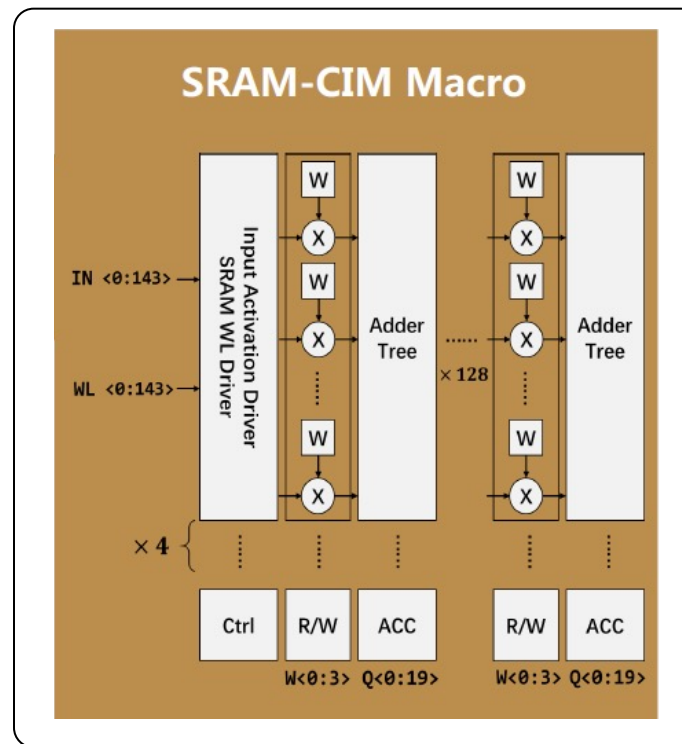 SRAM-CIM Macro
IN <0:143>
WL <0:143>
Input Activation Driver
SRAM WL Driver
W
X
W
X
W
X
Adder
Tree
......
× 128
W
X
W
X
W
X
Adder
Tree
× 4
Ctrl
R/W
ACC
R/W
ACC
W<0:3>
Q<0:19>
W<0:3>
Q<0:19>